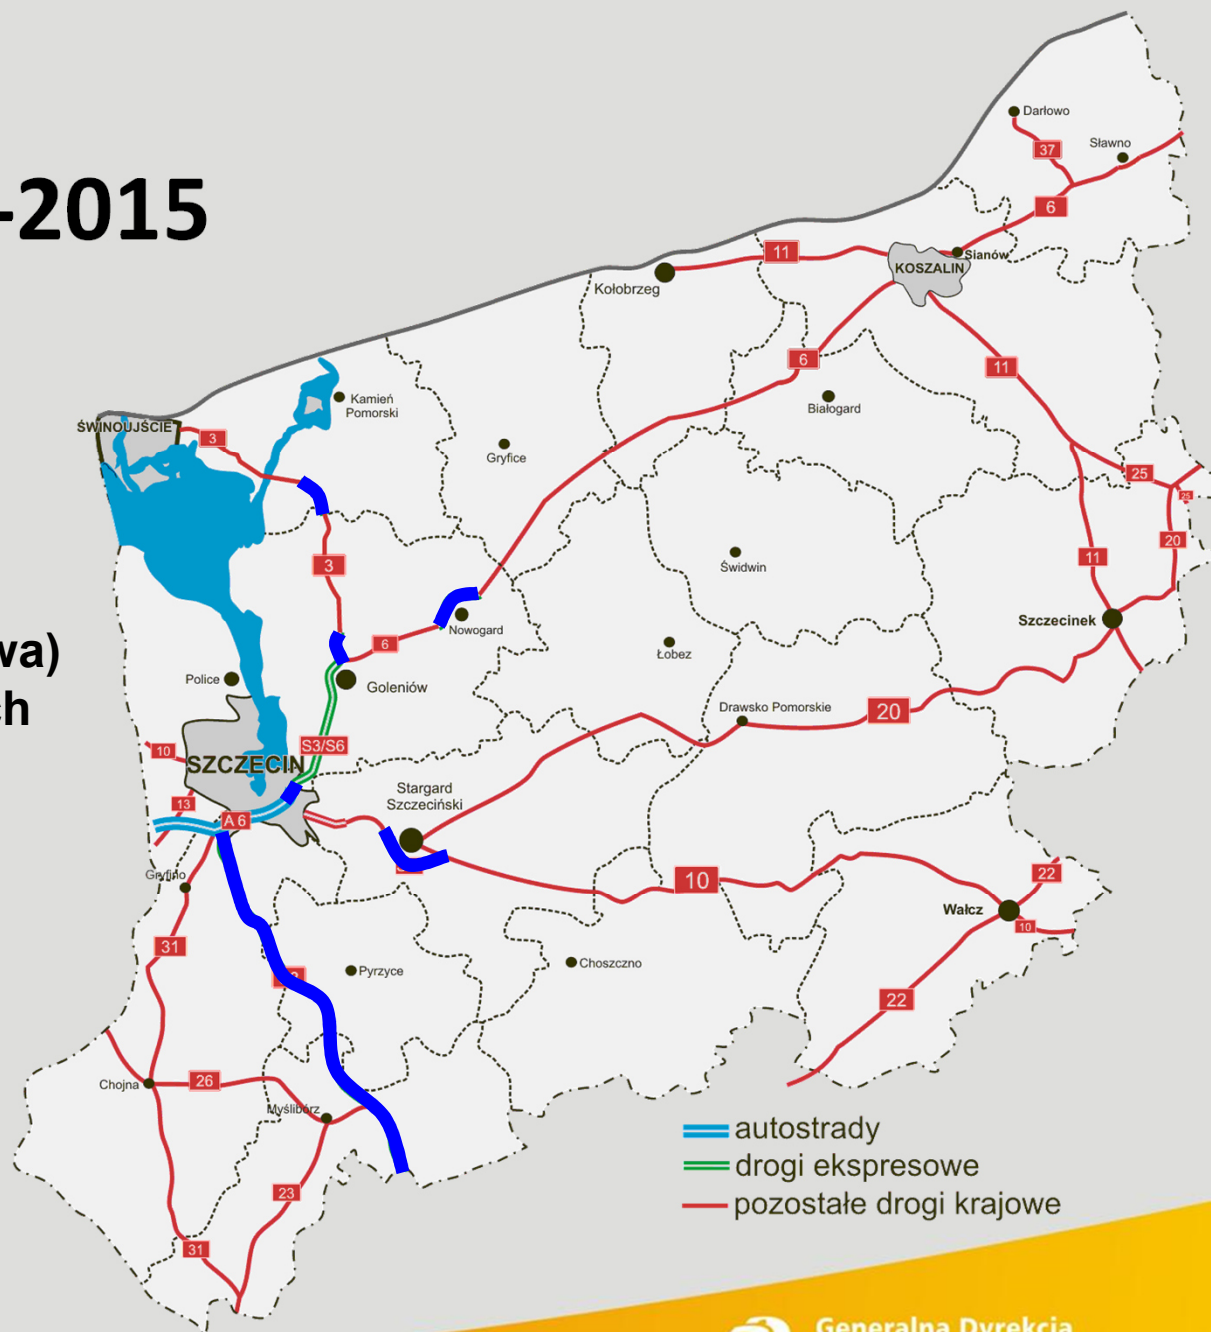 -2015
wa)
ch
Darłowo
37
Sławno
6
11
Sianów
KOSZALIN
Kołobrzeg
6
11
Białogard
Kamień
Pomorski
ŚWINOUJŚCIE
3
Gryfice
25
25
20
3
11
Świdwin
Nowogard
Szczecinek
6
Łobez
Police
Goleniów
Drawsko Pomorskie
20
S3/S6
10
SZCZECIN
Stargard
Szczeciński
13
A 6
Gryfino
10
22
Wałcz
10
31
Choszczno
Pyrzyce
22
Chojna
26
Myślibórz
autostrady
drogi ekspresowe
pozostałe drogi krajowe
23
31
Generalna Dyrekcja